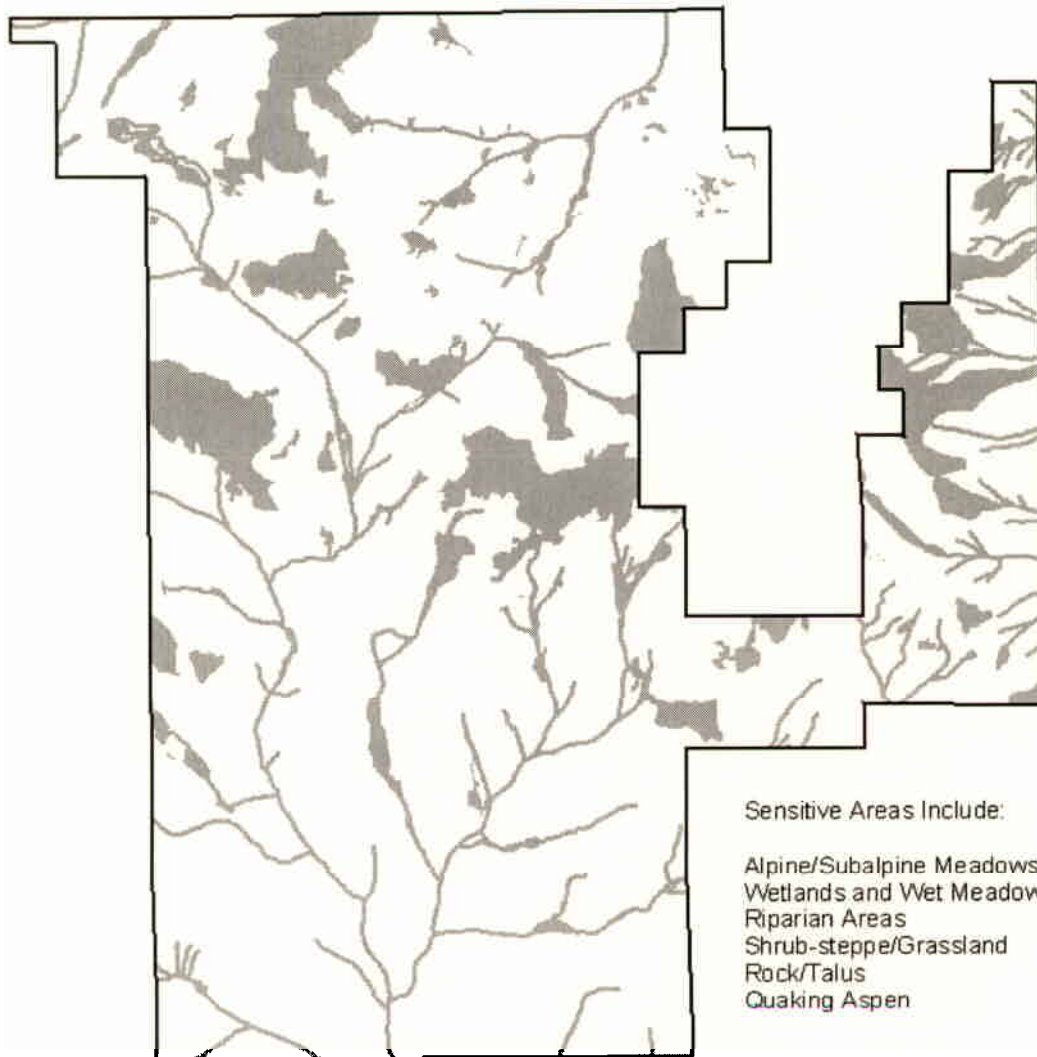 Sensitive Areas Include:
Alpine/Subalpine Meadows
Wetlands and Wet Meadow
Riparian Areas
Shrub-steppe/Grassland
Rock/Talus
Quaking Aspen